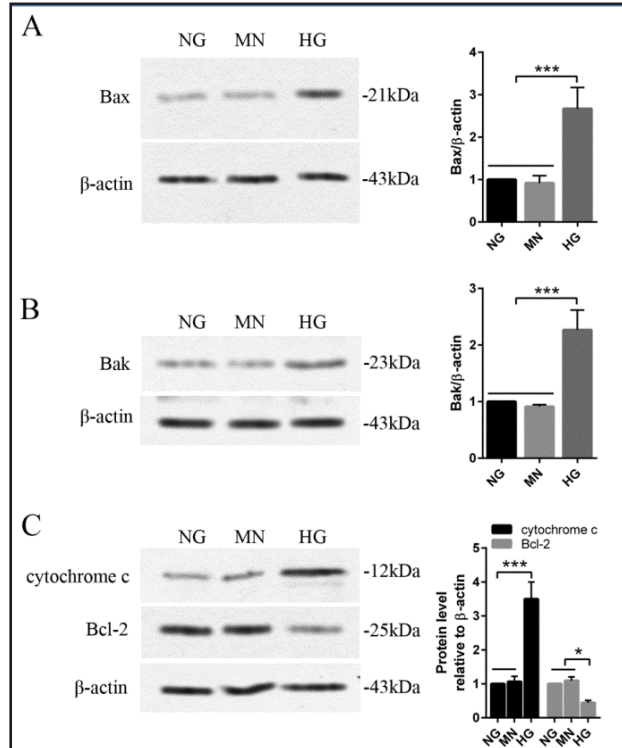 A
NG MN HG
Bax
-21kDa
β-actin
-43kDa
Bax/β-actin
4
3
2
1
0
***
NG
MN
HG
B
NG MN HG
Bak
-23kDa
β-actin
-43kDa
Bak/β-actin
3
2
1
0
***
NG
MN
HG
C
NG MN HG
cytochrome c
-12kDa
Bcl-2
-25kDa
β-actin
-43kDa
cytochrome c
Bcl-2
Protein level
relative to β-actin
5
4
3
2
1
0
***
*
NG
MN
HG
NG
MN
HG